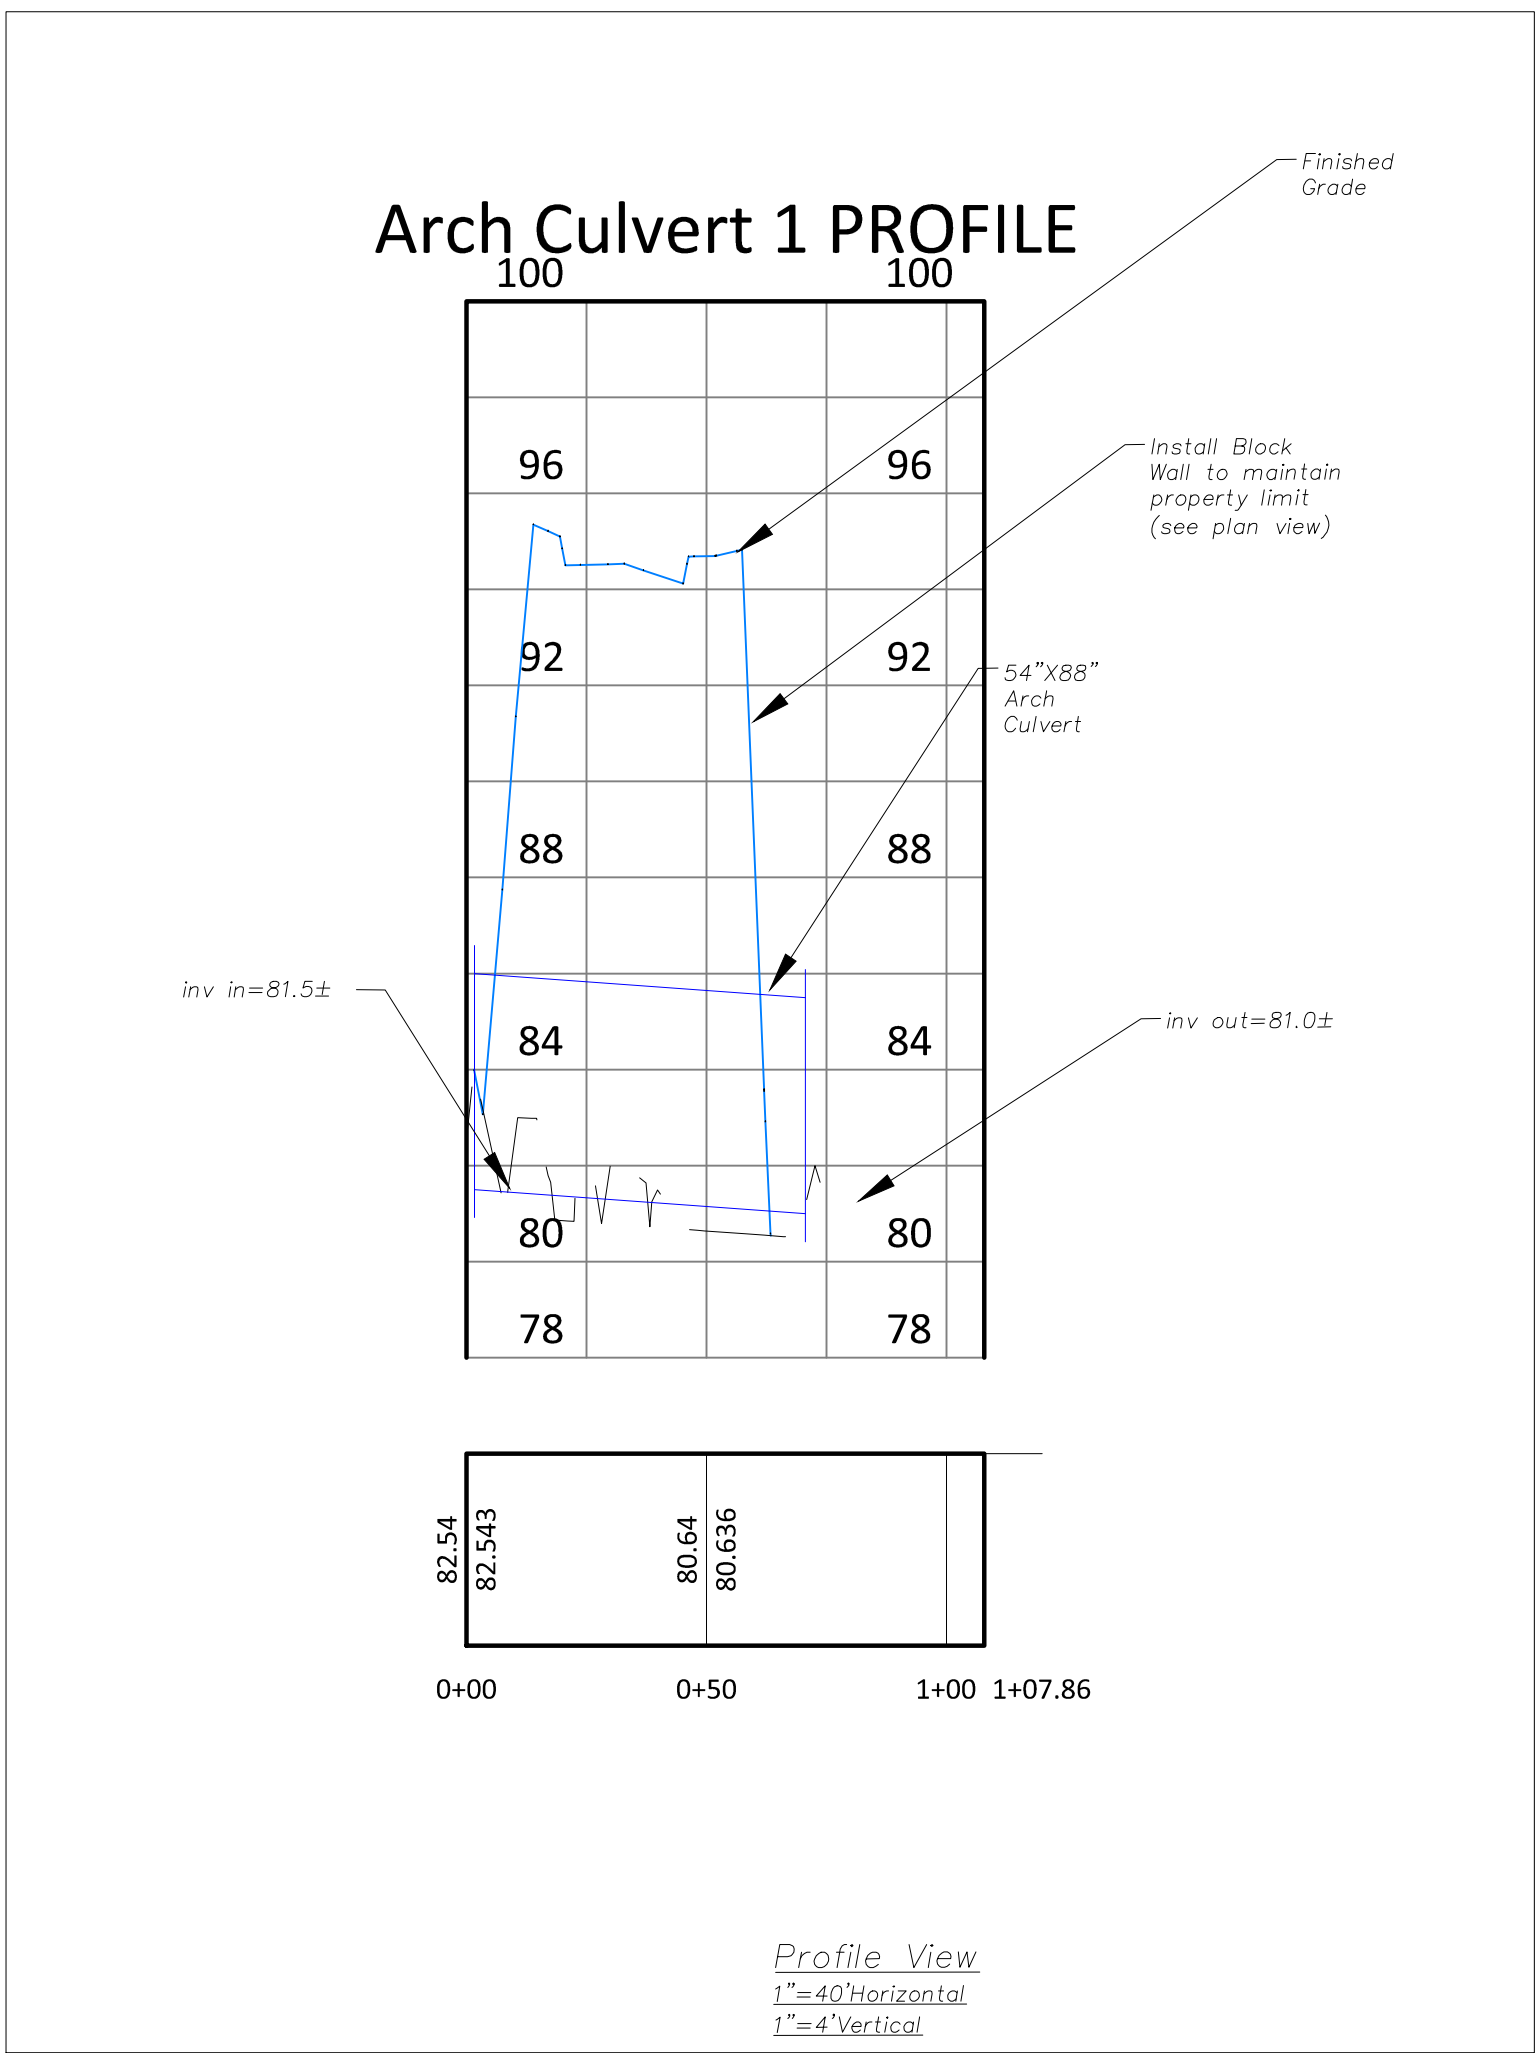 Finished
Grade
Arch Culvert 1 PROFILE
100 100
96 96
Install Block
Wall to maintain
property limit
(see plan view)
92 92
54”X88”
Arch
Culvert
88 88
inv in=81.5±
84 84
inv out=81.0±
80 80
78 78
82.54 82.543 80.64 80.636
0+00 0+50 1+00 1+07.86
Profile View
1”=40’Horizontal
1”=4’Vertical